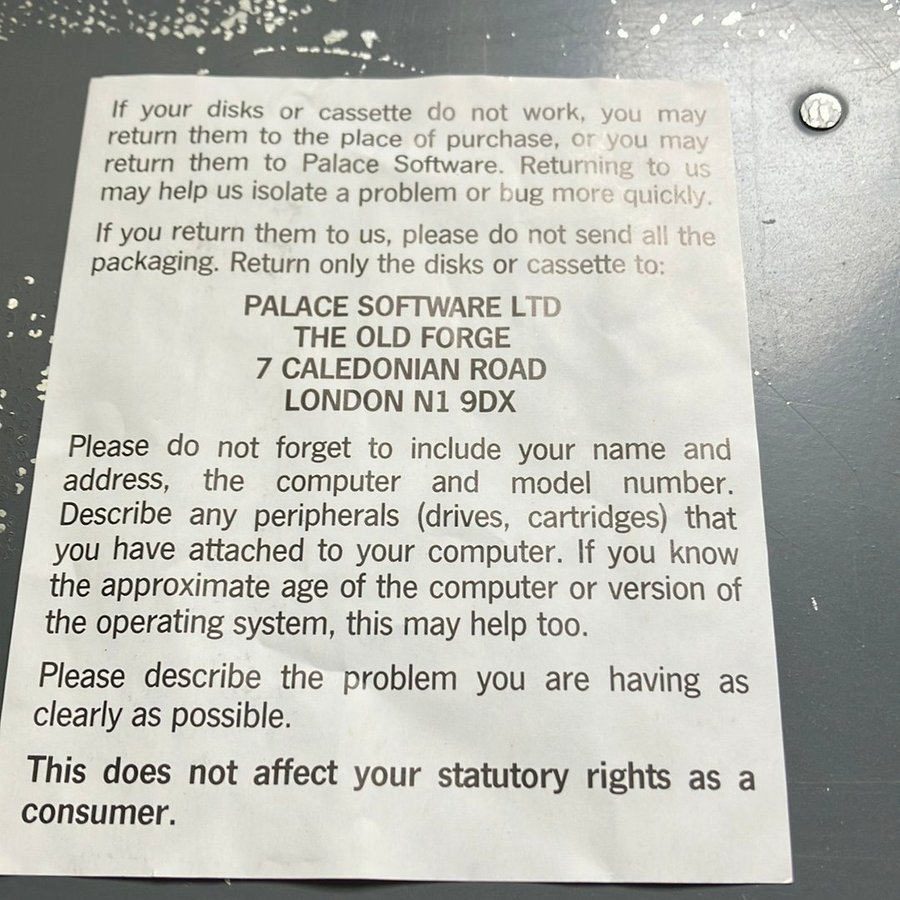 If your disks or cassette do not work, you may
return them to the place of purchase, or you may
return them to Palace Software. Returning to us
may help us isolate a problem or bug more quickly.
If you return them to us, please do not send all the
packaging. Return only the disks or cassette to:
PALACE SOFTWARE LTD
THE OLD FORGE
7 CALEDONIAN ROAD
LONDON N1 9DX
Please do not forget to include your name and
address, the computer and model number.
Describe any peripherals (drives, cartridges) that
you have attached to your computer. If you know
the approximate age of the computer or version of
the operating system, this may help too.
Please describe the problem you are having as
clearly as possible.
This does not affect your statutory rights as a
consumer.